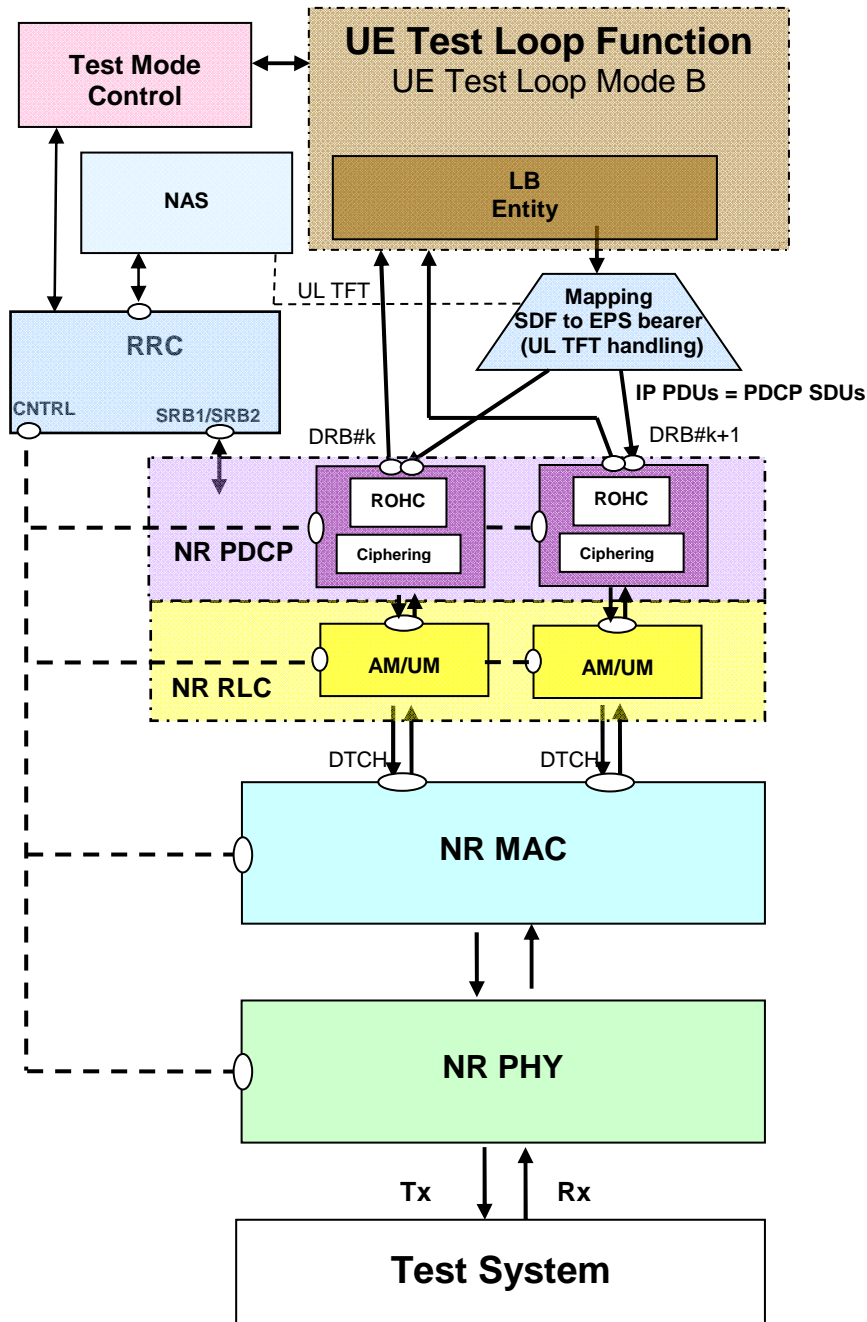 UE Test Loop Function
UE Test Loop Mode B
Test Mode
Control
LB
Entity
NAS
UL TFT
Mapping
SDF to EPS bearer
(UL TFT handling)
RRC
CNTRL
SRB1/SRB2
IP PDUs = PDCP SDUs
DRB#k
DRB#k+1
ROHC
ROHC
Ciphering
Ciphering
NR PDCP
AM/UM
AM/UM
NR RLC
DTCH
DTCH
NR MAC
NR PHY
Tx
Rx
Test System